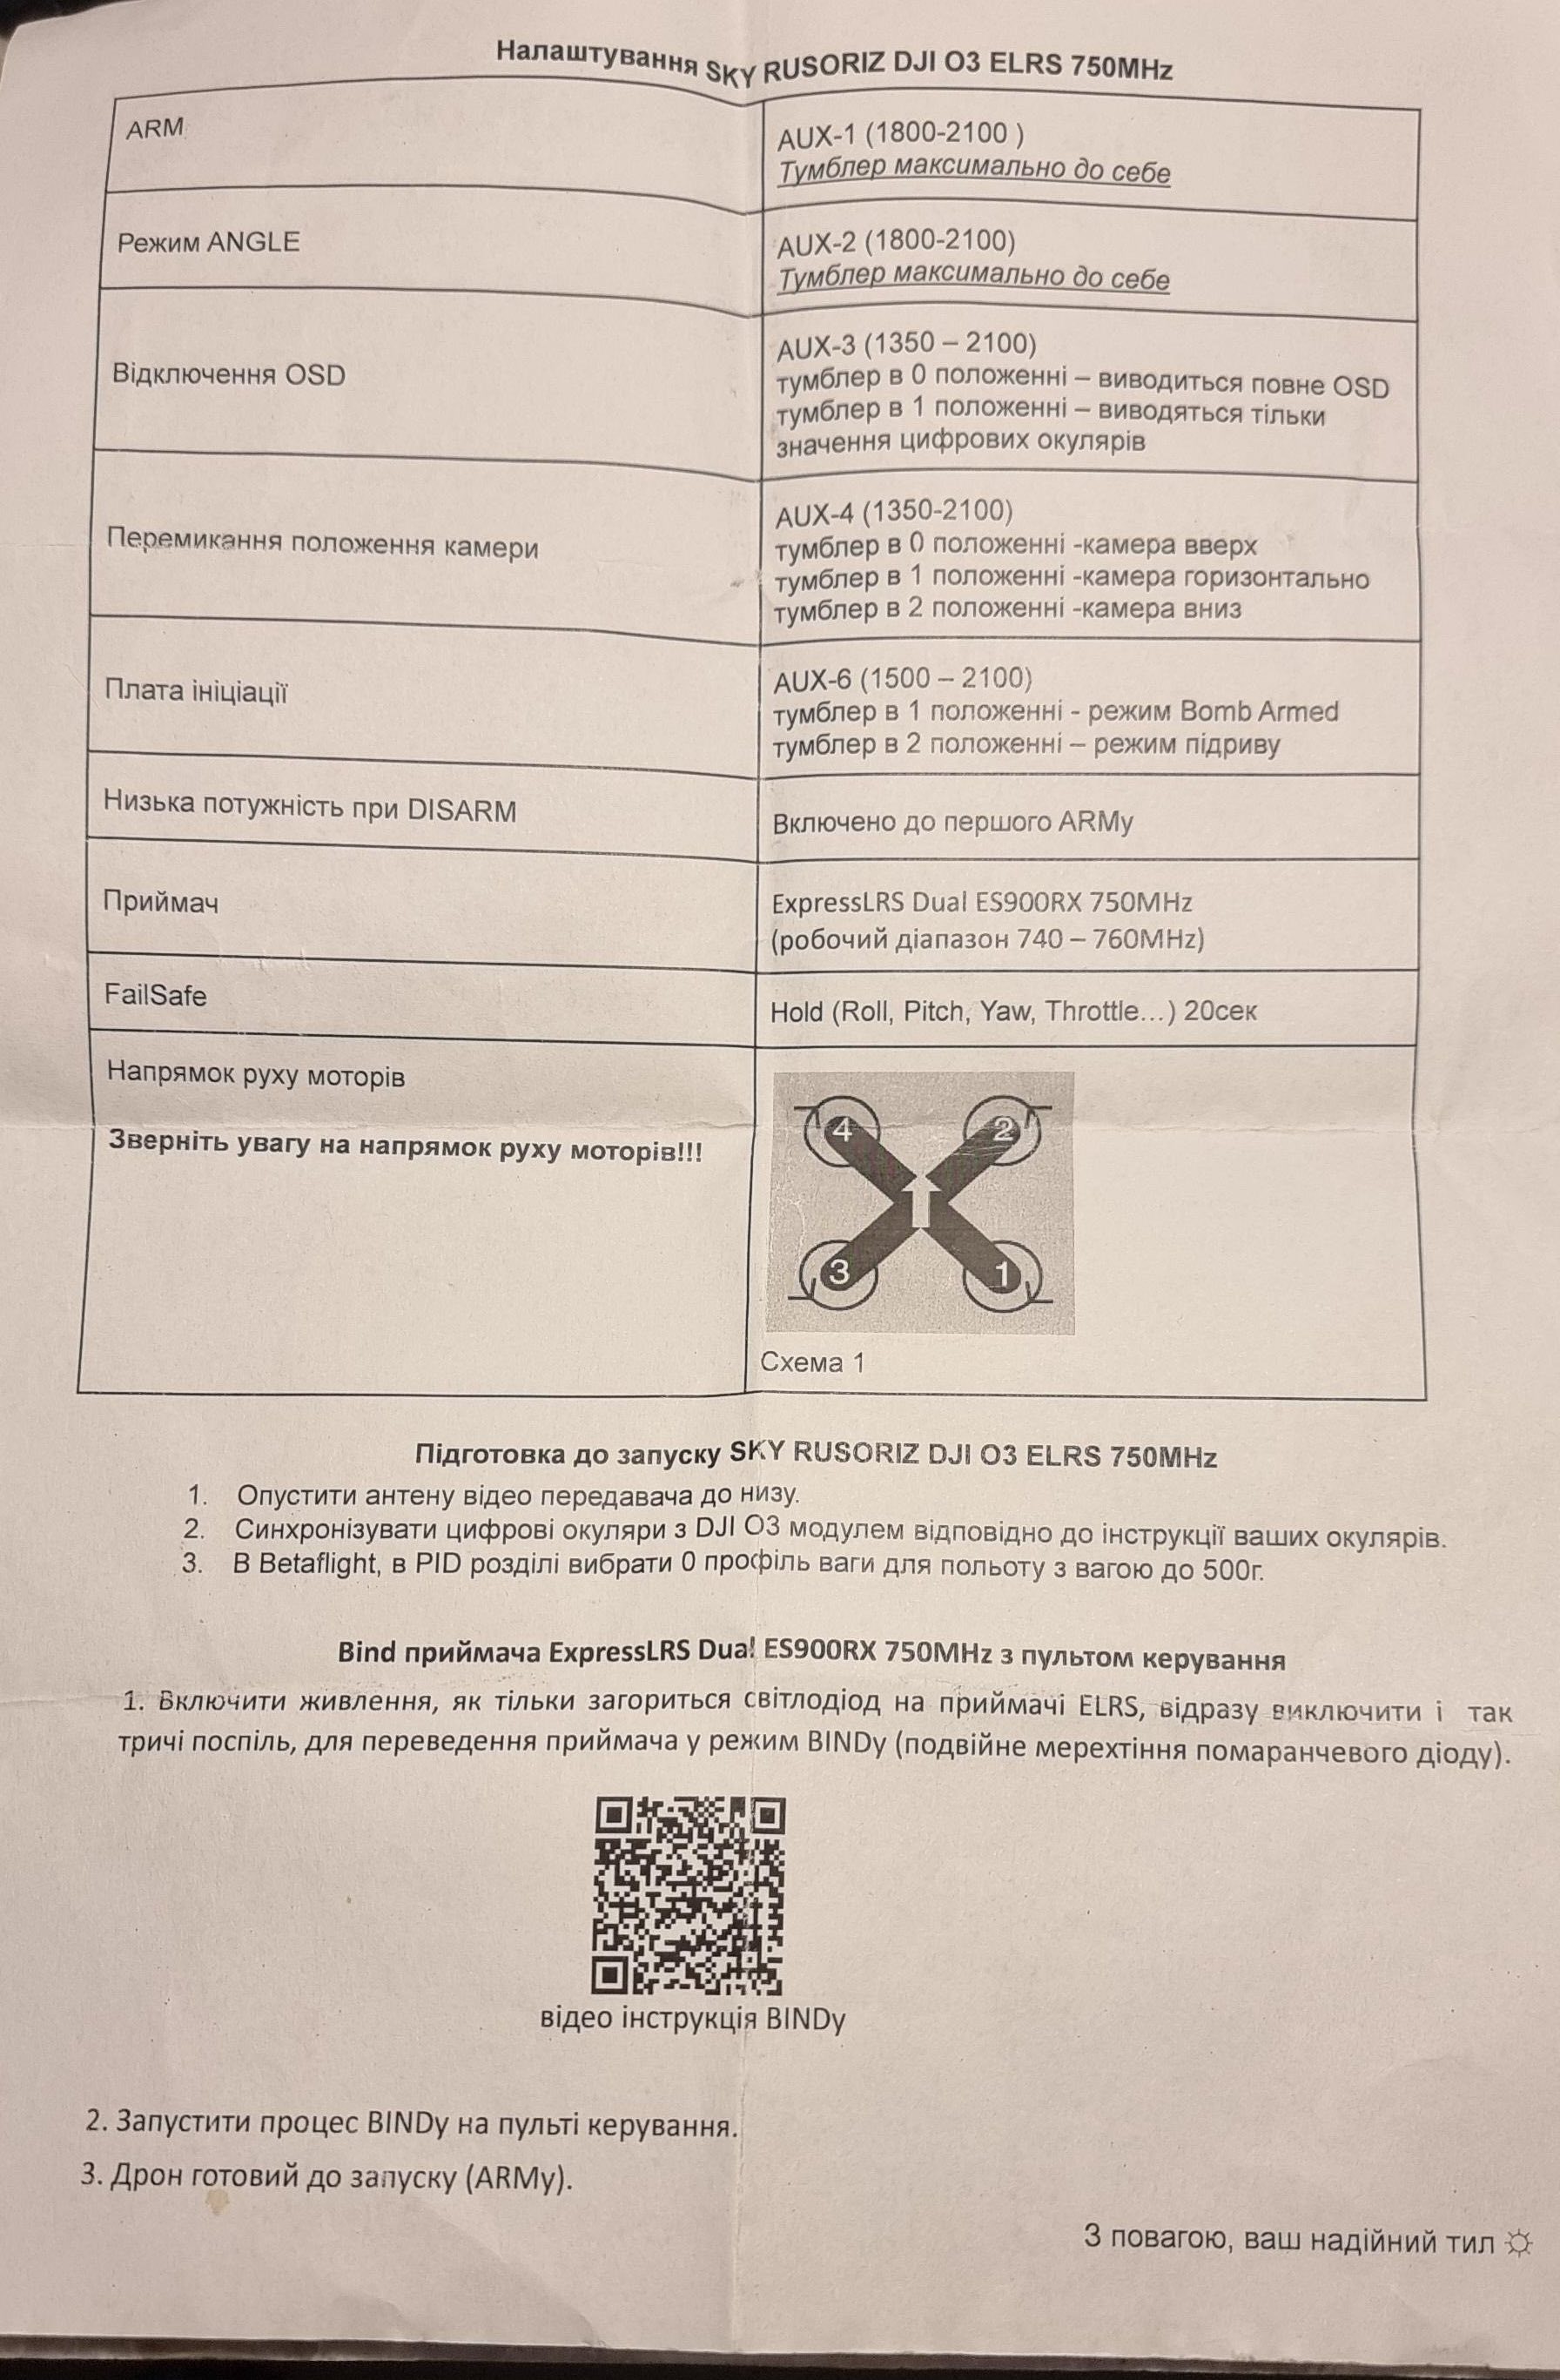 Налаштування SKY RUSORIZ DJI O3 ELRS 750MHz
ARM
AUX-1 (1800-2100 )
Тумблер максимально до себе
Режим ANGLE
AUX-2 (1800-2100)
Тумблер максимально до себе
Відключення OSD
AUX-3 (1350 – 2100)
тумблер в 0 положенні – виводиться повне OSD
тумблер в 1 положенні – виводяться тільки
значення цифрових окулярів
Перемикання положення камери
AUX-4 (1350-2100)
тумблер в 0 положенні -камера вверх
тумблер в 1 положенні -камера горизонтально
тумблер в 2 положенні -камера вниз
Плата ініціації
AUX-6 (1500 – 2100)
тумблер в 1 положенні - режим Bomb Armed
тумблер в 2 положенні – режим підриву
Низька потужність при DISARM
Включено до першого ARMу
Приймач
ExpressLRS Dual ES900RX 750MHz
(робочий діапазон 740 – 760MHz)
FailSafe
Hold (Roll, Pitch, Yaw, Throttle...) 20сек
Напрямок руху моторів
Зверніть увагу на напрямок руху моторів!!!
4
2
3
1
Схема 1
Підготовка до запуску SKY RUSORIZ DJI O3 ELRS 750MHz
1. Опустити антену відео передавача до низу.
2. Синхронізувати цифрові окуляри з DJI O3 модулем відповідно до інструкції ваших окулярів.
3. В Betaflight, в PID розділі вибрати 0 профіль ваги для польоту з вагою до 500г.
Bind приймача ExpressLRS Dual ES900RX 750MHz з пультом керування
1. Включити живлення, як тільки загориться світлодіод на приймачі ELRS, відразу виключити і так
тричі поспіль, для переведення приймача у режим BINDу (подвійне мерехтіння помаранчевого діоду).
відео інструкція BINDу
2. Запустити процес BINDу на пульті керування.
3. Дрон готовий до запуску (ARMу).
З повагою, ваш надійний тил